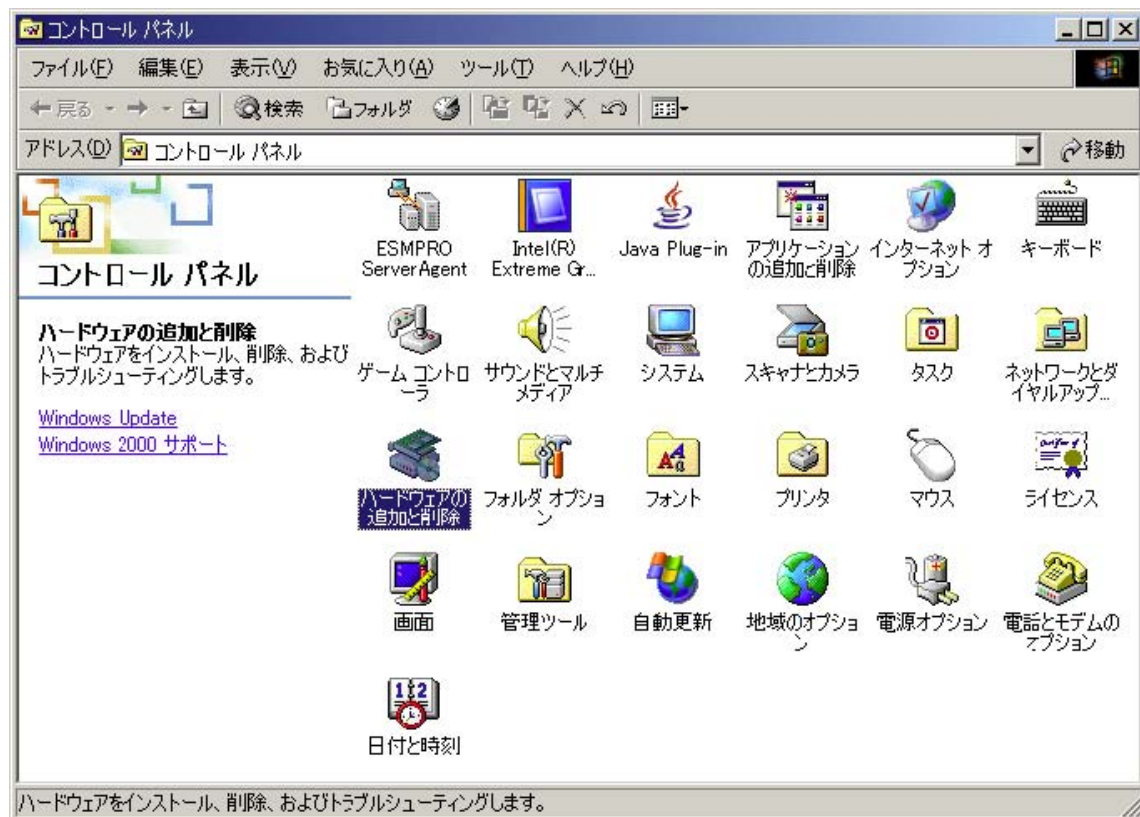 コントロール パネル
ファイル(F) 編集(E) 表示(V) お気に入り(A) ツール(T) ヘルプ(H)
戻る 検索 フォルダ
アドレス(D) コントロール パネル 移動
コントロール パネル
ハードウェアの追加と削除
ハードウェアをインストール、削除、および
トラブルシューティングします。
Windows Update
Windows 2000 サポート
ESMPRO
ServerAgent
Intel(R)
Extreme Gr...
Java Plug-in
アプリケーション
の追加と削除
インターネット オ
プション
キーボード
ゲーム コントロ
ーラ
サウンドとマルチ
メディア
システム
スキャナとカメラ
タスク
ネットワークとダ
イヤルアップ...
ハードウェアの
追加と削除
フォルダ オプショ
ン
フォント
プリンタ
マウス
ライセンス
画面
管理ツール
自動更新
地域のオプショ
ン
電源オプション
電話とモデムの
オプション
日付と時刻
ハードウェアをインストール、削除、およびトラブルシューティングします。